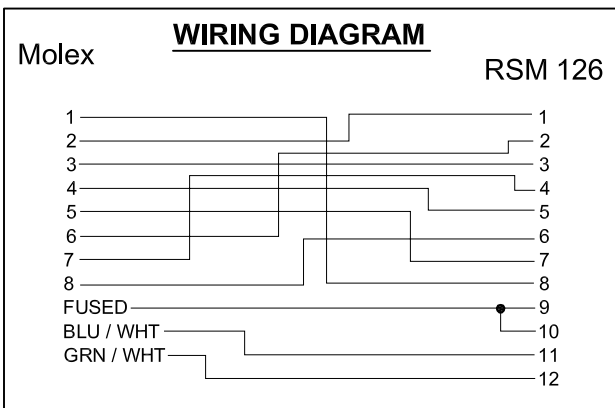 WIRING DIAGRAM
Molex
RSM 126
1 1
2 2
3 3
4 4
5 5
6 6
7 7
8 8
FUSED 9
BLU / WHT 10
GRN / WHT 11
12